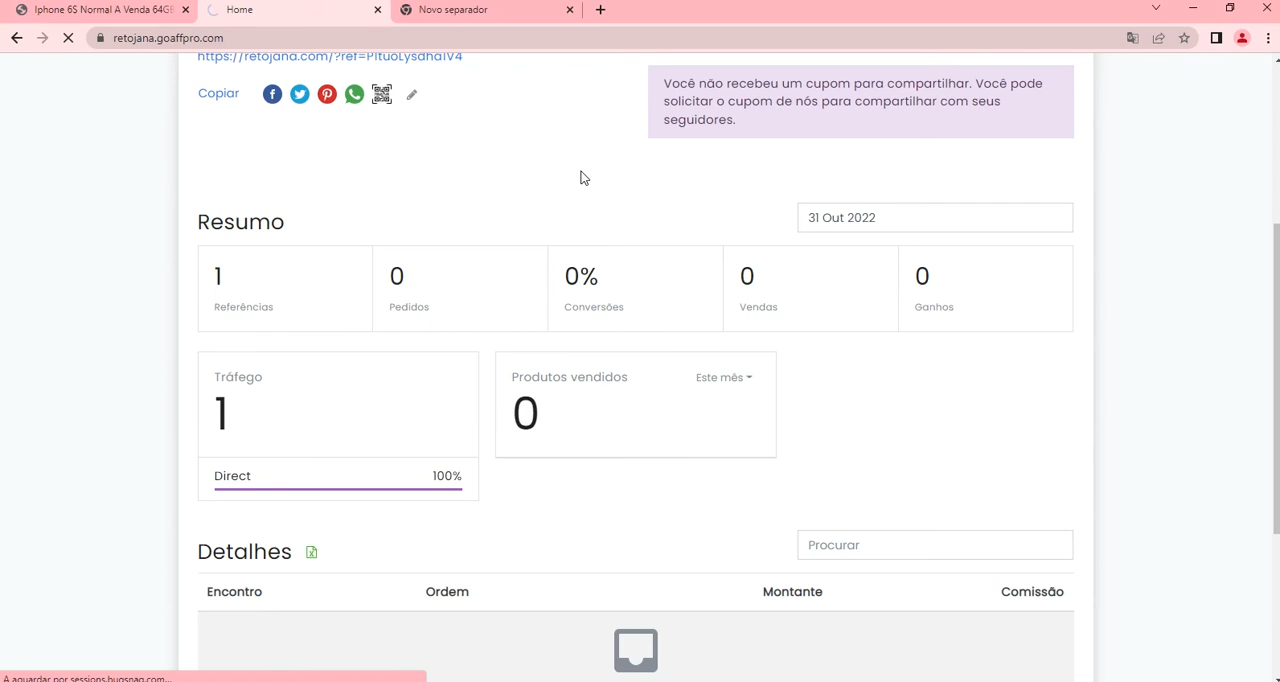 Iphone 6S Normal A Venda 64GB
Home
Novo separador
retojana.goaffpro.com
Copiar
Você não recebeu um cupom para compartilhar. Você pode
solicitar o cupom de nós para compartilhar com seus
seguidores.
Resumo
31 Out 2022
1
0
0%
0
0
Referências
Pedidos
Conversões
Vendas
Ganhos
Tráfego
1
Direct
100%
Produtos vendidos
Este mês
0
Detalhes
Procurar
Encontro
Ordem
Montante
Comissão
A aguardar por sessions.bugsnag.com...